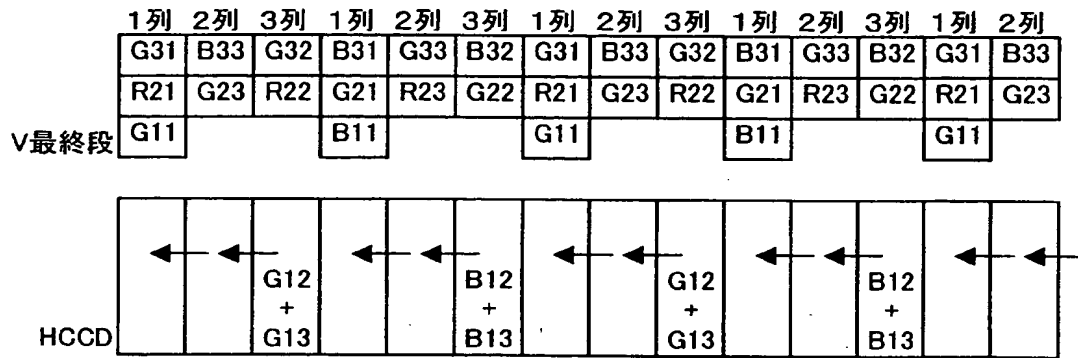 1列 2列 3列 1列 2列 3列 1列 2列 3列 1列 2列 3列 1列 2列
G31 B33 G32 B31 G33 B32 G31 B33 G32 B31 G33 B32 G31 B33
R21 G23 R22 G21 R23 G22 R21 G23 R22 G21 R23 G22 R21 G23
V最終段 G11 B11 G11 B11 G11
G12 B12 G12 B12
+ + + +
HCCD G13 B13 G13 B13